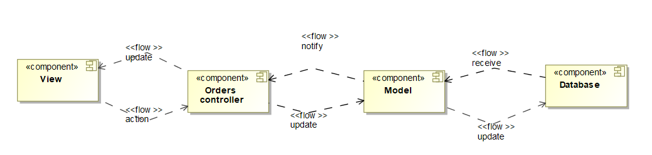 «component»
View
<<flow >>
update
<<flow >>
action
«component»
Orders
controller
<<flow >>
notify
<<flow >>
update
«component»
Model
<<flow >>
receive
<<flow >>
update
«component»
Database